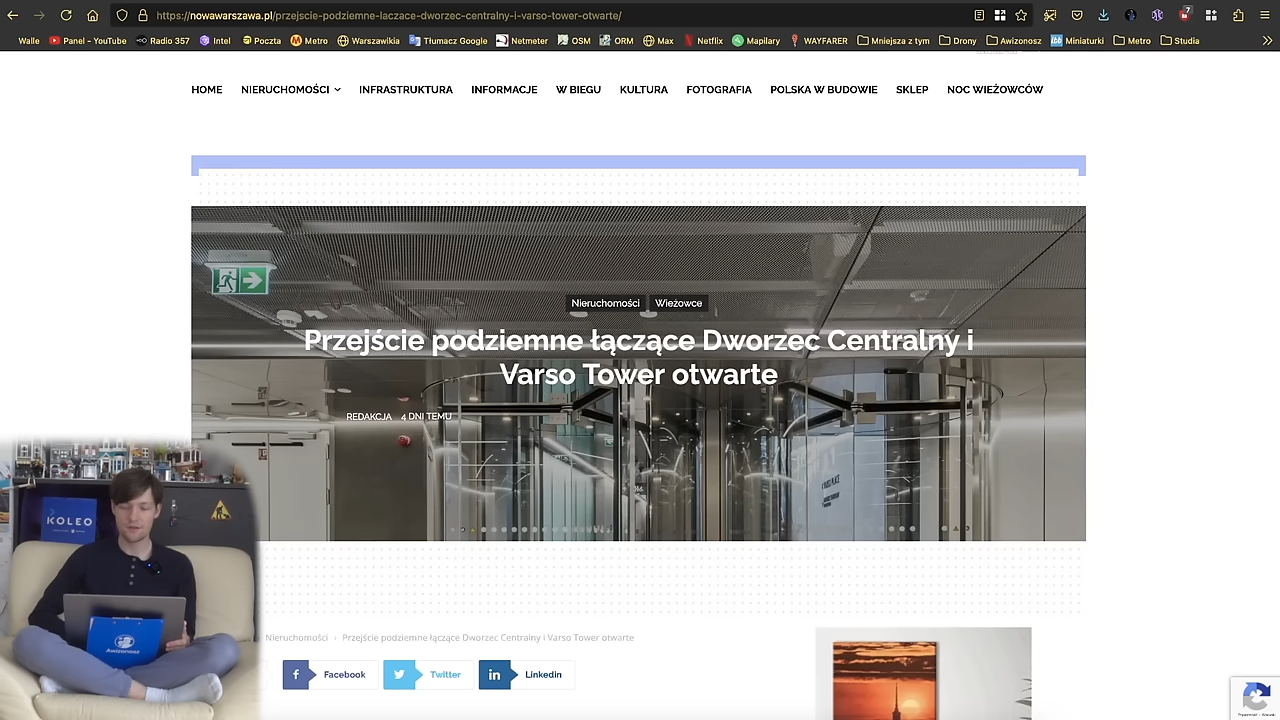 https://nowawarszawa.pl/przejscie-podziemne-laczace-dworzec-centralny-i-varso-tower-otwarte/
7
Walle Panel - YouTube Radio 357 Intel Poczta Metro Warszawikia Tłumacz Google Netmeter OSM ORM Max Netflix Mapilary WAYFARER Mniejsza z tym Drony Awizonosz Miniaturki Metro Studia
HOME NIERUCHOMOŚCI INFRASTRUKTURA INFORMACJE W BIEGU KULTURA FOTOGRAFIA POLSKA W BUDOWIE SKLEP NOC WIEŻOWCÓW
Nieruchomości Wieżowce
Przejście podziemne łączące Dworzec Centralny i
Varso Tower otwarte
REDAKCJA 4 DNI TEMU
KOLEO
Awizonosz
Nieruchomości › Przejście podziemne łączące Dworzec Centralny i Varso Tower otwarte
Facebook Twitter Linkedin